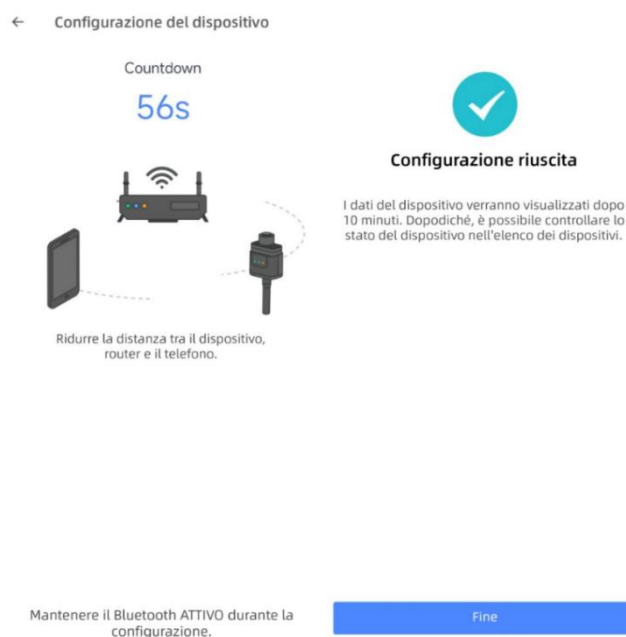 Configurazione del dispositivo
Countdown
56s
Ridurre la distanza tra il dispositivo,
router e il telefono.
Mantenere il Bluetooth ATTIVO durante la
configurazione.
Configurazione riuscita
I dati del dispositivo verranno visualizzati dopo
10 minuti. Dopodiché, è possibile controllare lo
stato del dispositivo nell'elenco dei dispositivi.
Fine